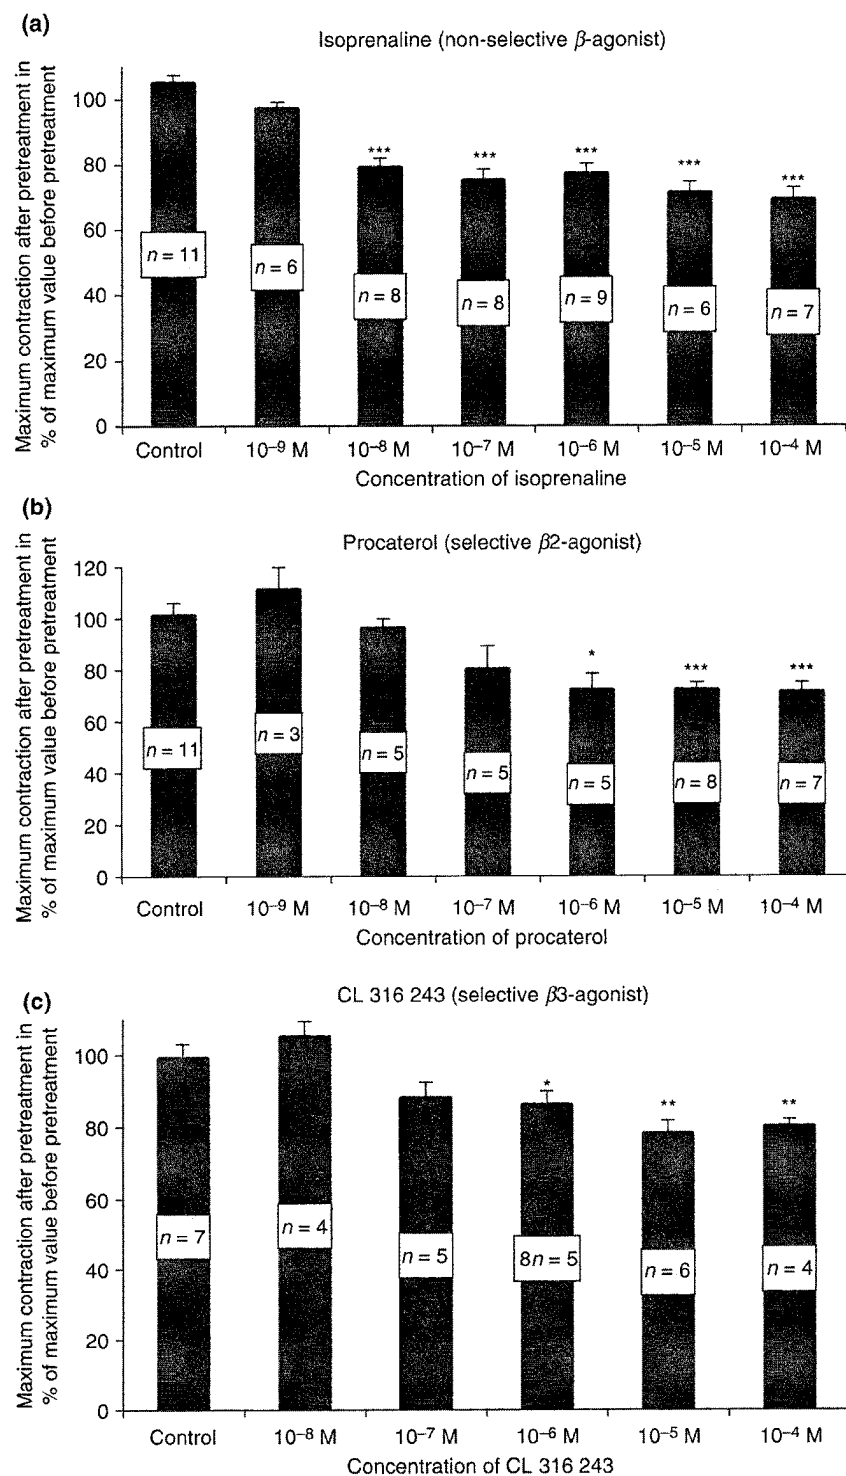 (a)
Isoprenaline (non-selective β-agonist)
Maximum contraction after pretreatment in
% of maximum value before pretreatment
100
80
60
40
20
0
*** *** *** *** ***
n = 11 n = 6 n = 8 n = 8 n = 9 n = 6 n = 7
Control 10⁻⁹ M 10⁻⁸ M 10⁻⁷ M 10⁻⁶ M 10⁻⁵ M 10⁻⁴ M
Concentration of isoprenaline
(b)
Procaterol (selective β2-agonist)
Maximum contraction after pretreatment in
% of maximum value before pretreatment
120
100
80
60
40
20
0
* *** ***
n = 11 n = 3 n = 5 n = 5 n = 5 n = 8 n = 7
Control 10⁻⁹ M 10⁻⁸ M 10⁻⁷ M 10⁻⁶ M 10⁻⁵ M 10⁻⁴ M
Concentration of procaterol
(c)
CL 316 243 (selective β3-agonist)
Maximum contraction after pretreatment in
% of maximum value before pretreatment
100
80
60
40
20
0
* ** **
n = 7 n = 4 n = 5 8n = 5 n = 6 n = 4
Control 10⁻⁸ M 10⁻⁷ M 10⁻⁶ M 10⁻⁵ M 10⁻⁴ M
Concentration of CL 316 243